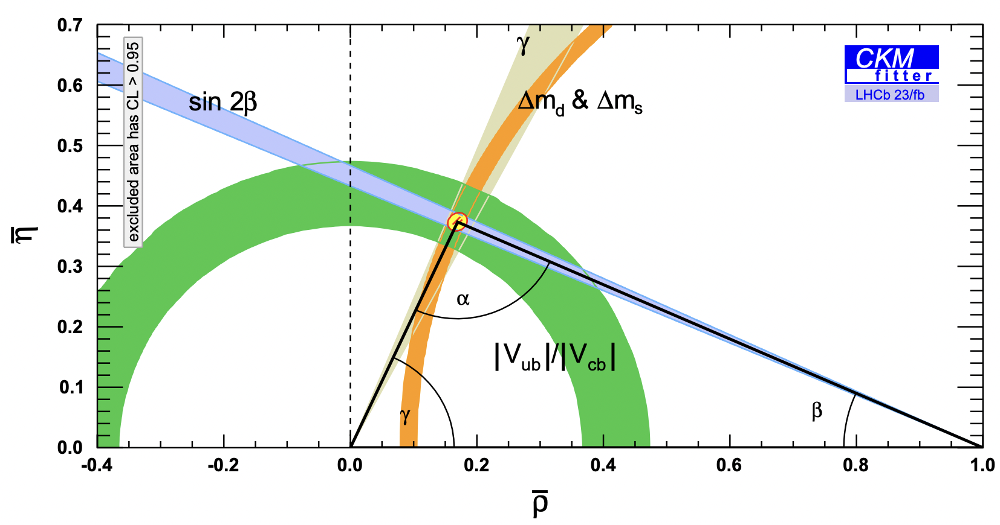 0.7
0.6
0.5
0.4
0.3
0.2
0.1
0.0
-0.4
-0.2
0.0
0.2
0.4
0.6
0.8
1.0
η̅
ρ̅
excluded area has CL > 0.95
sin 2β
γ
Δm_d & Δm_s
CKM
fitter
LHCb 23/fb
α
|V_ub|/|V_cb|
γ
β